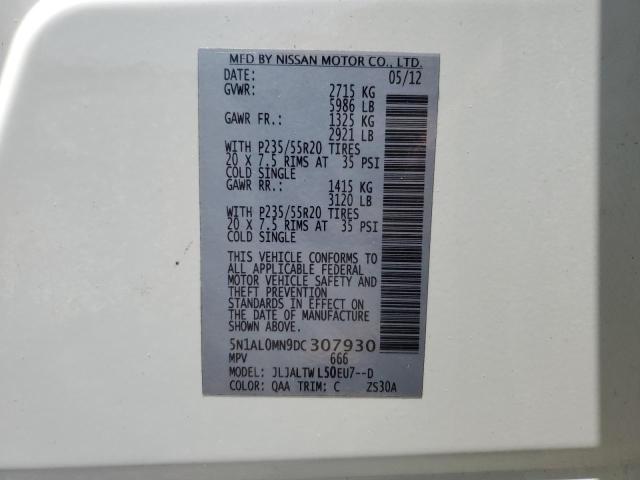 MFD BY NISSAN MOTOR CO., LTD.
DATE: 05/12
GVWR: 2715 KG
5986 LB
GAWR FR.: 1325 KG
2921 LB
WITH P235/55R20 TIRES
20 X 7.5 RIMS AT 35 PSI
COLD SINGLE
GAWR RR.: 1415 KG
3120 LB
WITH P235/55R20 TIRES
20 X 7.5 RIMS AT 35 PSI
COLD SINGLE
THIS VEHICLE CONFORMS TO
ALL APPLICABLE FEDERAL
MOTOR VEHICLE SAFETY AND
THEFT PREVENTION
STANDARDS IN EFFECT ON
THE DATE OF MANUFACTURE
SHOWN ABOVE.
5N1AL0MN9DC307930
MPV 666
MODEL: JLJALTWL50EU7--D
COLOR: QAA TRIM: C ZS30A